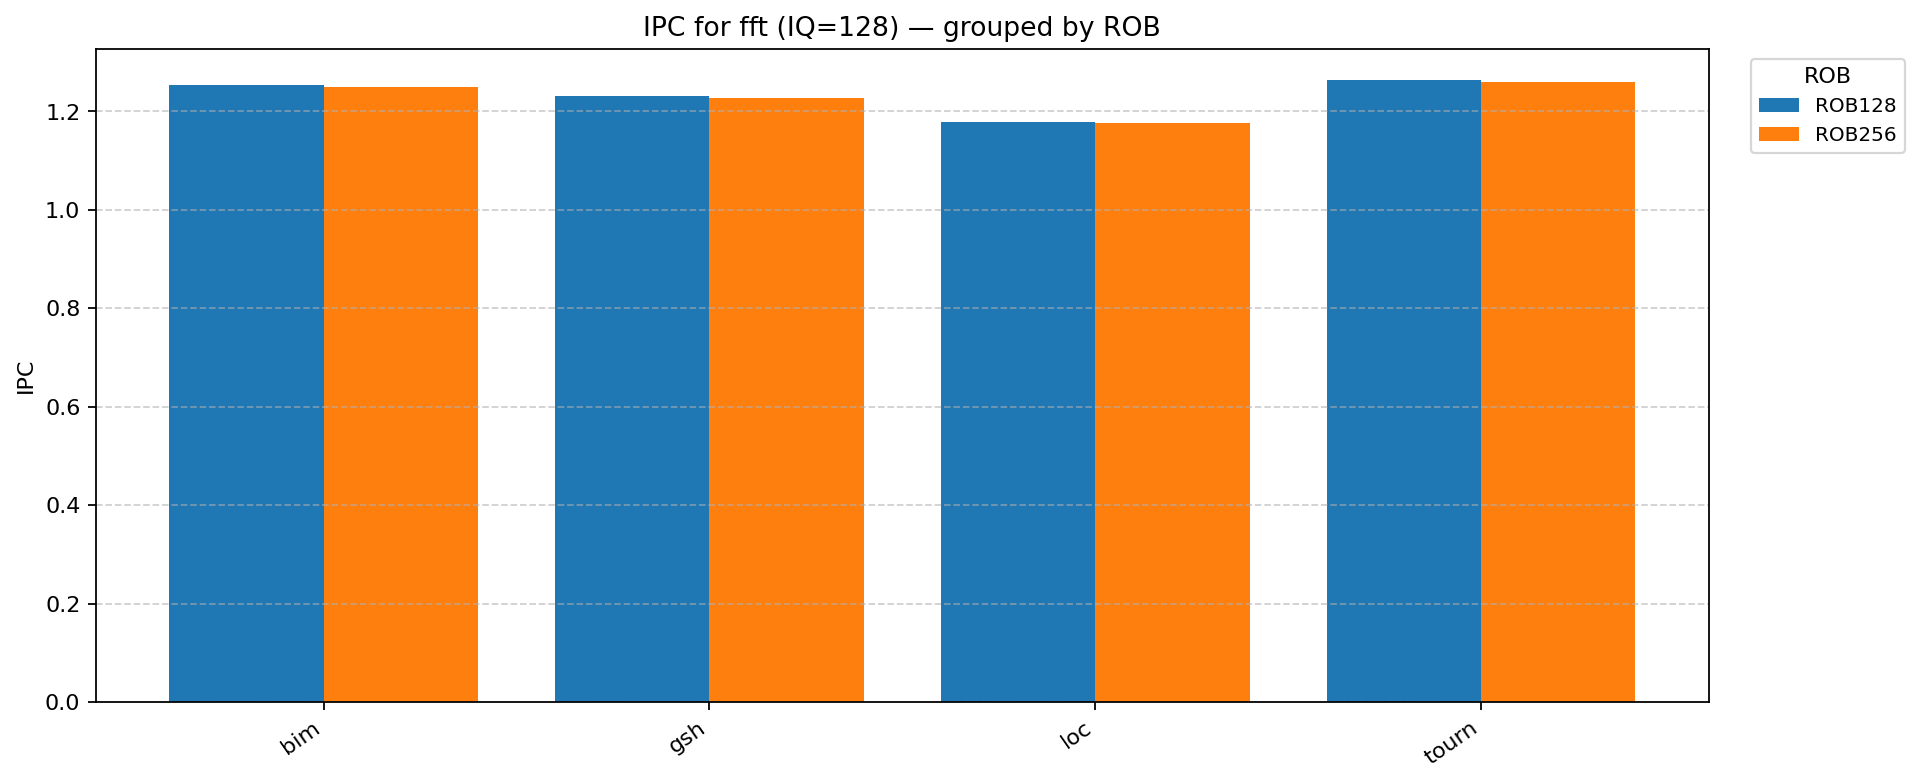 IPC for fft (IQ=128) — grouped by ROB
ROB
ROB128
ROB256
IPC
1.2
1.0
0.8
0.6
0.4
0.2
0.0
bim
gsh
loc
tourn